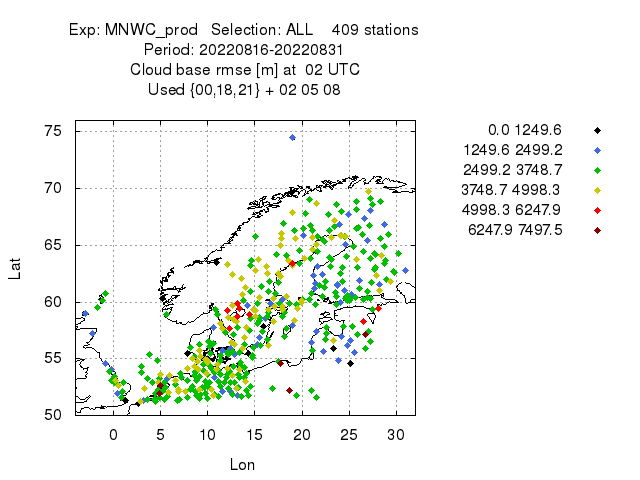 Exp: MNWC_prod   Selection: ALL    409 stations
Period: 20220816-20220831
Cloud base rmse [m] at  02 UTC
Used {00,18,21} + 02 05 08
0.0 1249.6
1249.6 2499.2
2499.2 3748.7
3748.7 4998.3
4998.3 6247.9
6247.9 7497.5
75
70
65
60
55
50
Lat
0 5 10 15 20 25 30
Lon